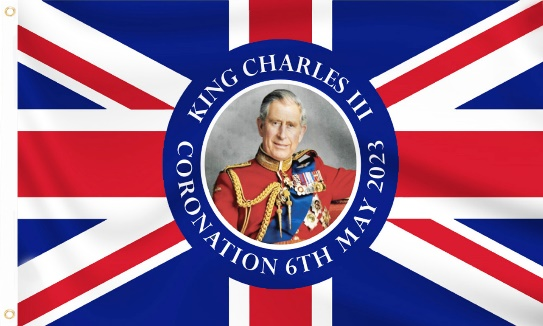 KING CHARLES III
CORONATION 6TH MAY 2023